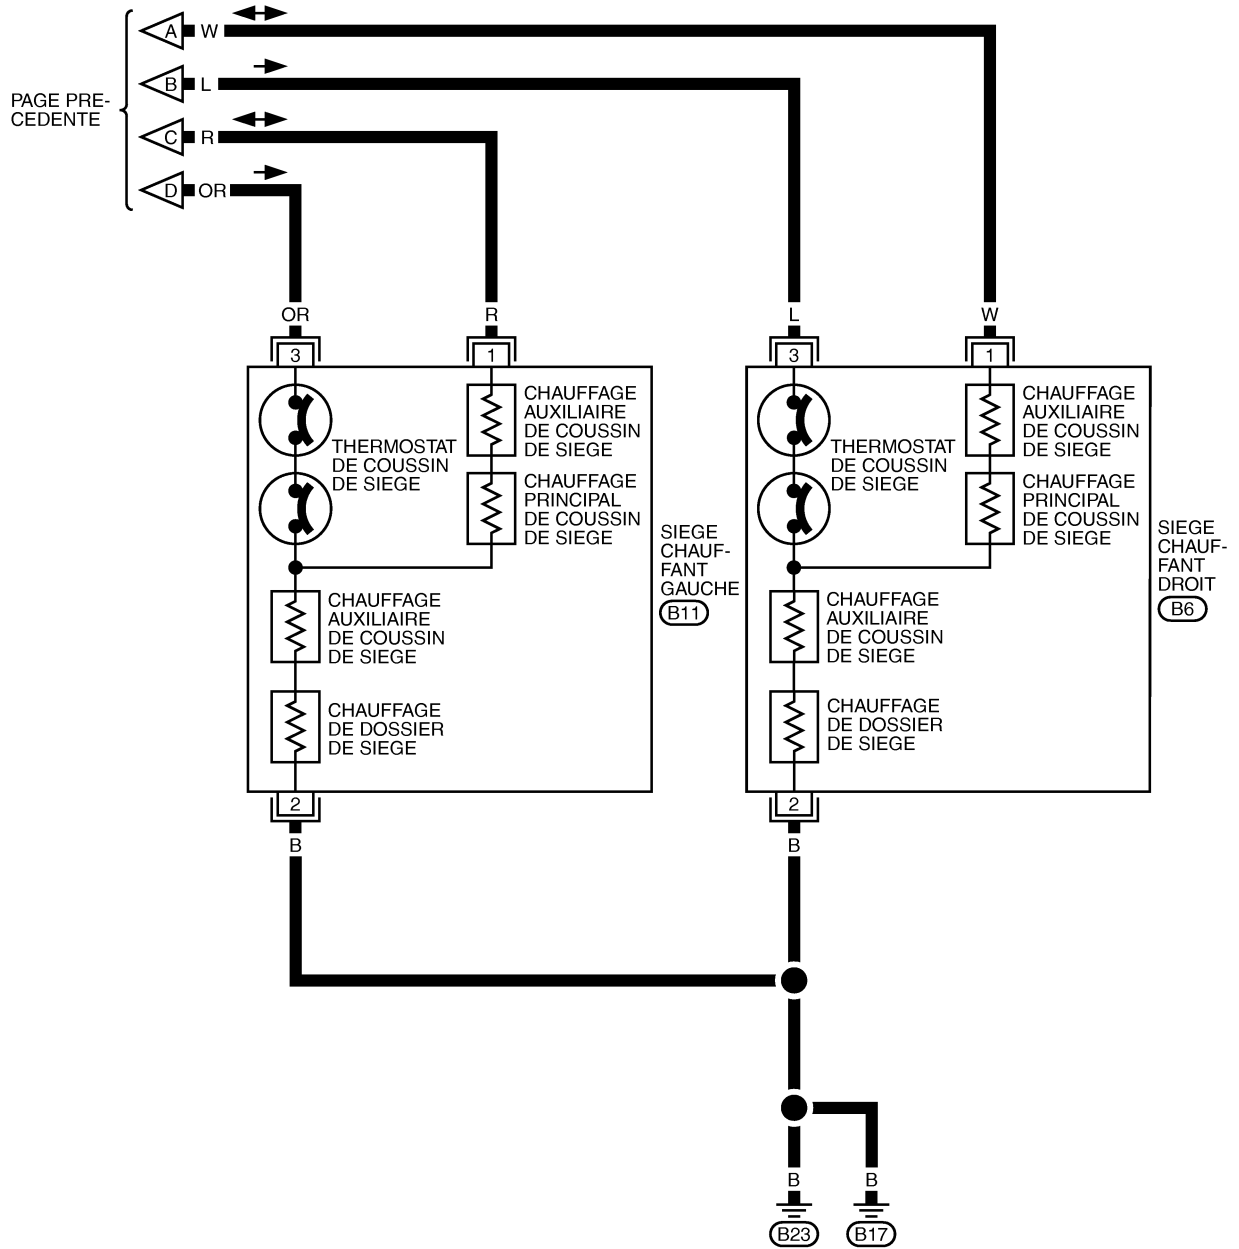 A W
B L
C R
D OR
PAGE PRE-
CEDENTE
OR
R
L
W
3
1
3
1
CHAUFFAGE
AUXILIAIRE
DE COUSSIN
DE SIEGE
THERMOSTAT
DE COUSSIN
DE SIEGE
CHAUFFAGE
PRINCIPAL
DE COUSSIN
DE SIEGE
CHAUFFAGE
AUXILIAIRE
DE COUSSIN
DE SIEGE
CHAUFFAGE
DE DOSSIER
DE SIEGE
SIEGE
CHAUF-
FANT
GAUCHE
B11
CHAUFFAGE
AUXILIAIRE
DE COUSSIN
DE SIEGE
THERMOSTAT
DE COUSSIN
DE SIEGE
CHAUFFAGE
PRINCIPAL
DE COUSSIN
DE SIEGE
CHAUFFAGE
AUXILIAIRE
DE COUSSIN
DE SIEGE
CHAUFFAGE
DE DOSSIER
DE SIEGE
SIEGE
CHAUF-
FANT
DROIT
B6
2
2
B
B
B
B
B23
B17